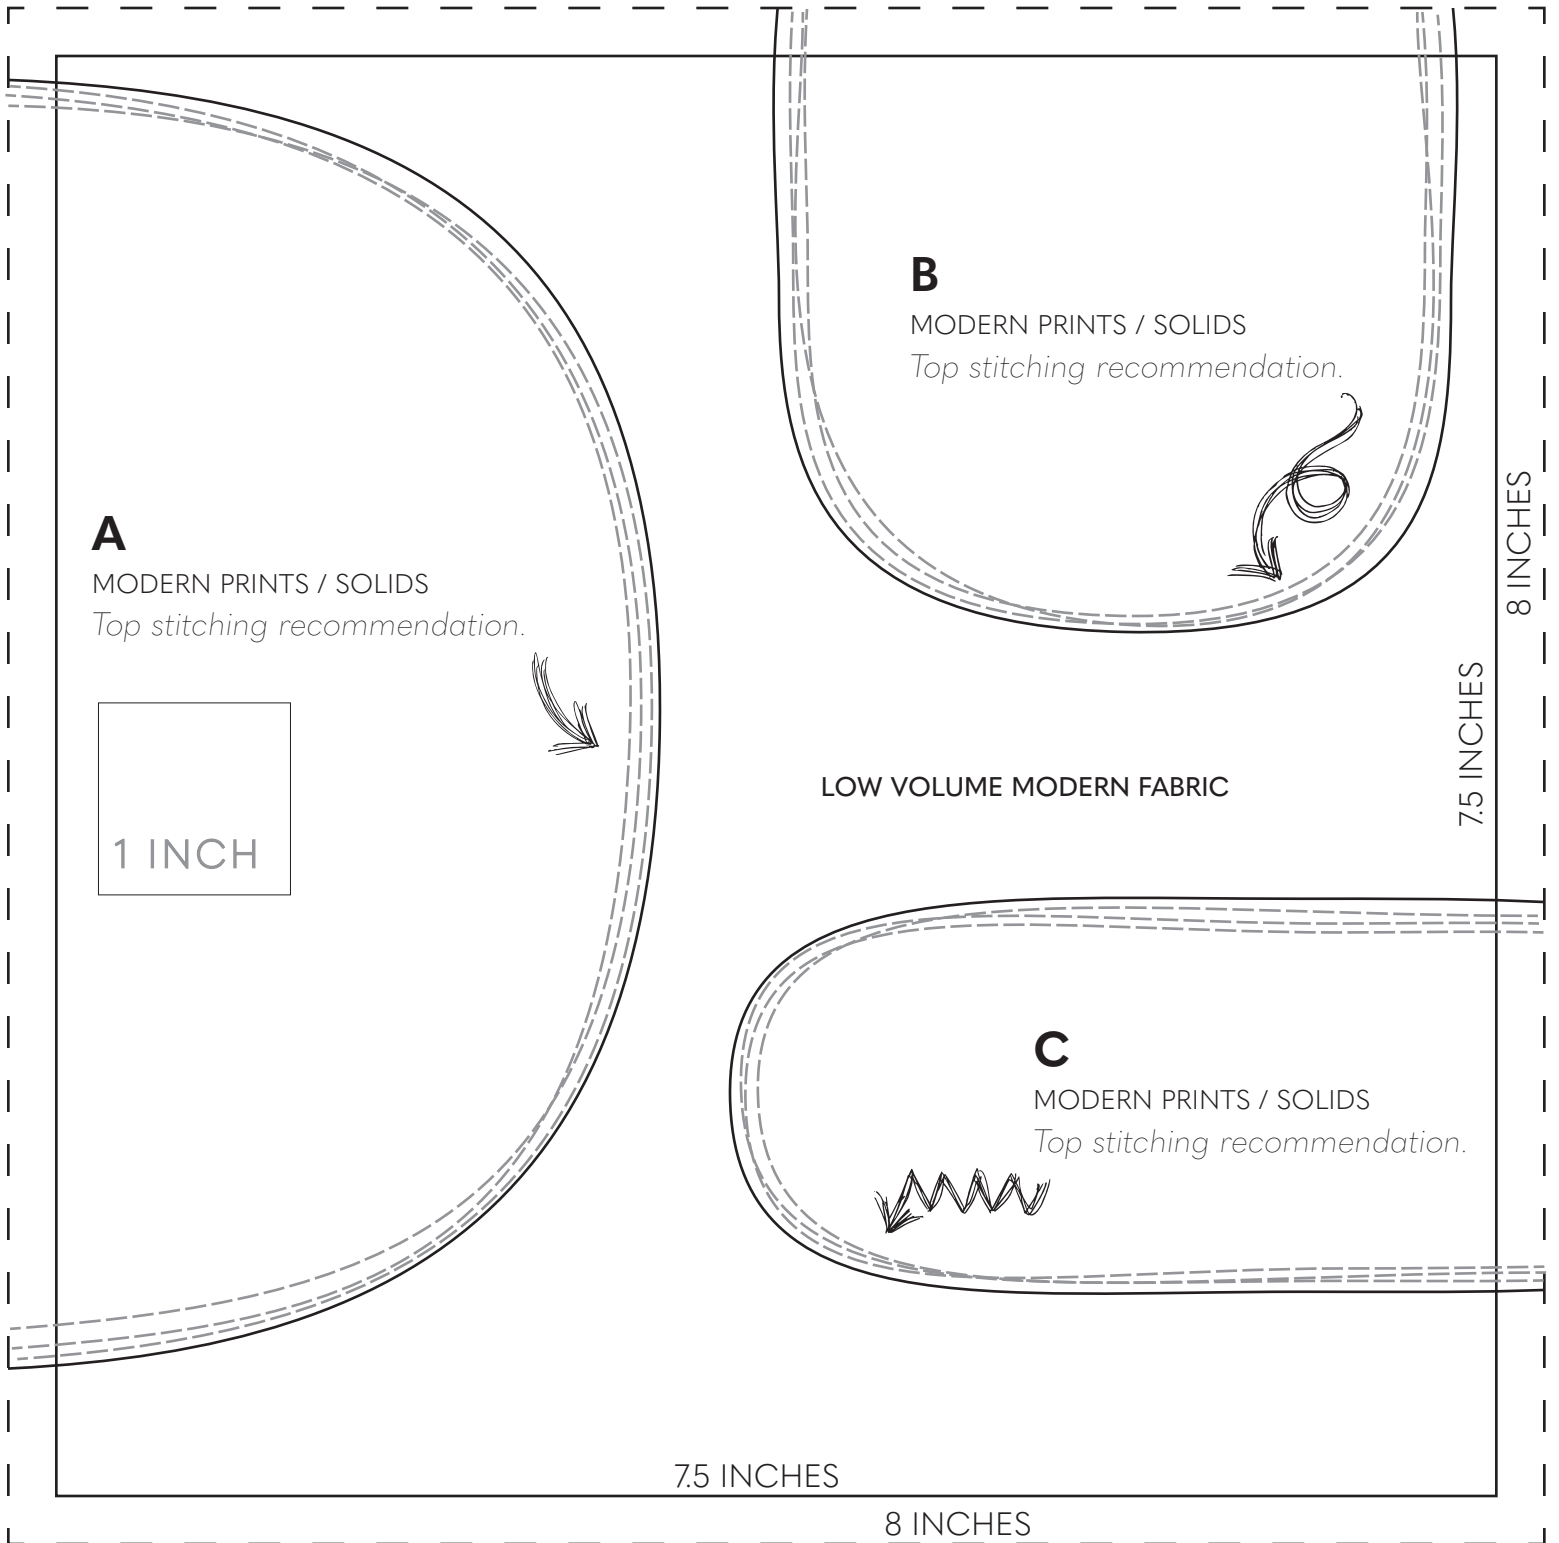 B
MODERN PRINTS / SOLIDS
Top stitching recommendation.
A
MODERN PRINTS / SOLIDS
Top stitching recommendation.
1 INCH
8 INCHES
7.5 INCHES
LOW VOLUME MODERN FABRIC
C
MODERN PRINTS / SOLIDS
Top stitching recommendation.
7.5 INCHES
8 INCHES